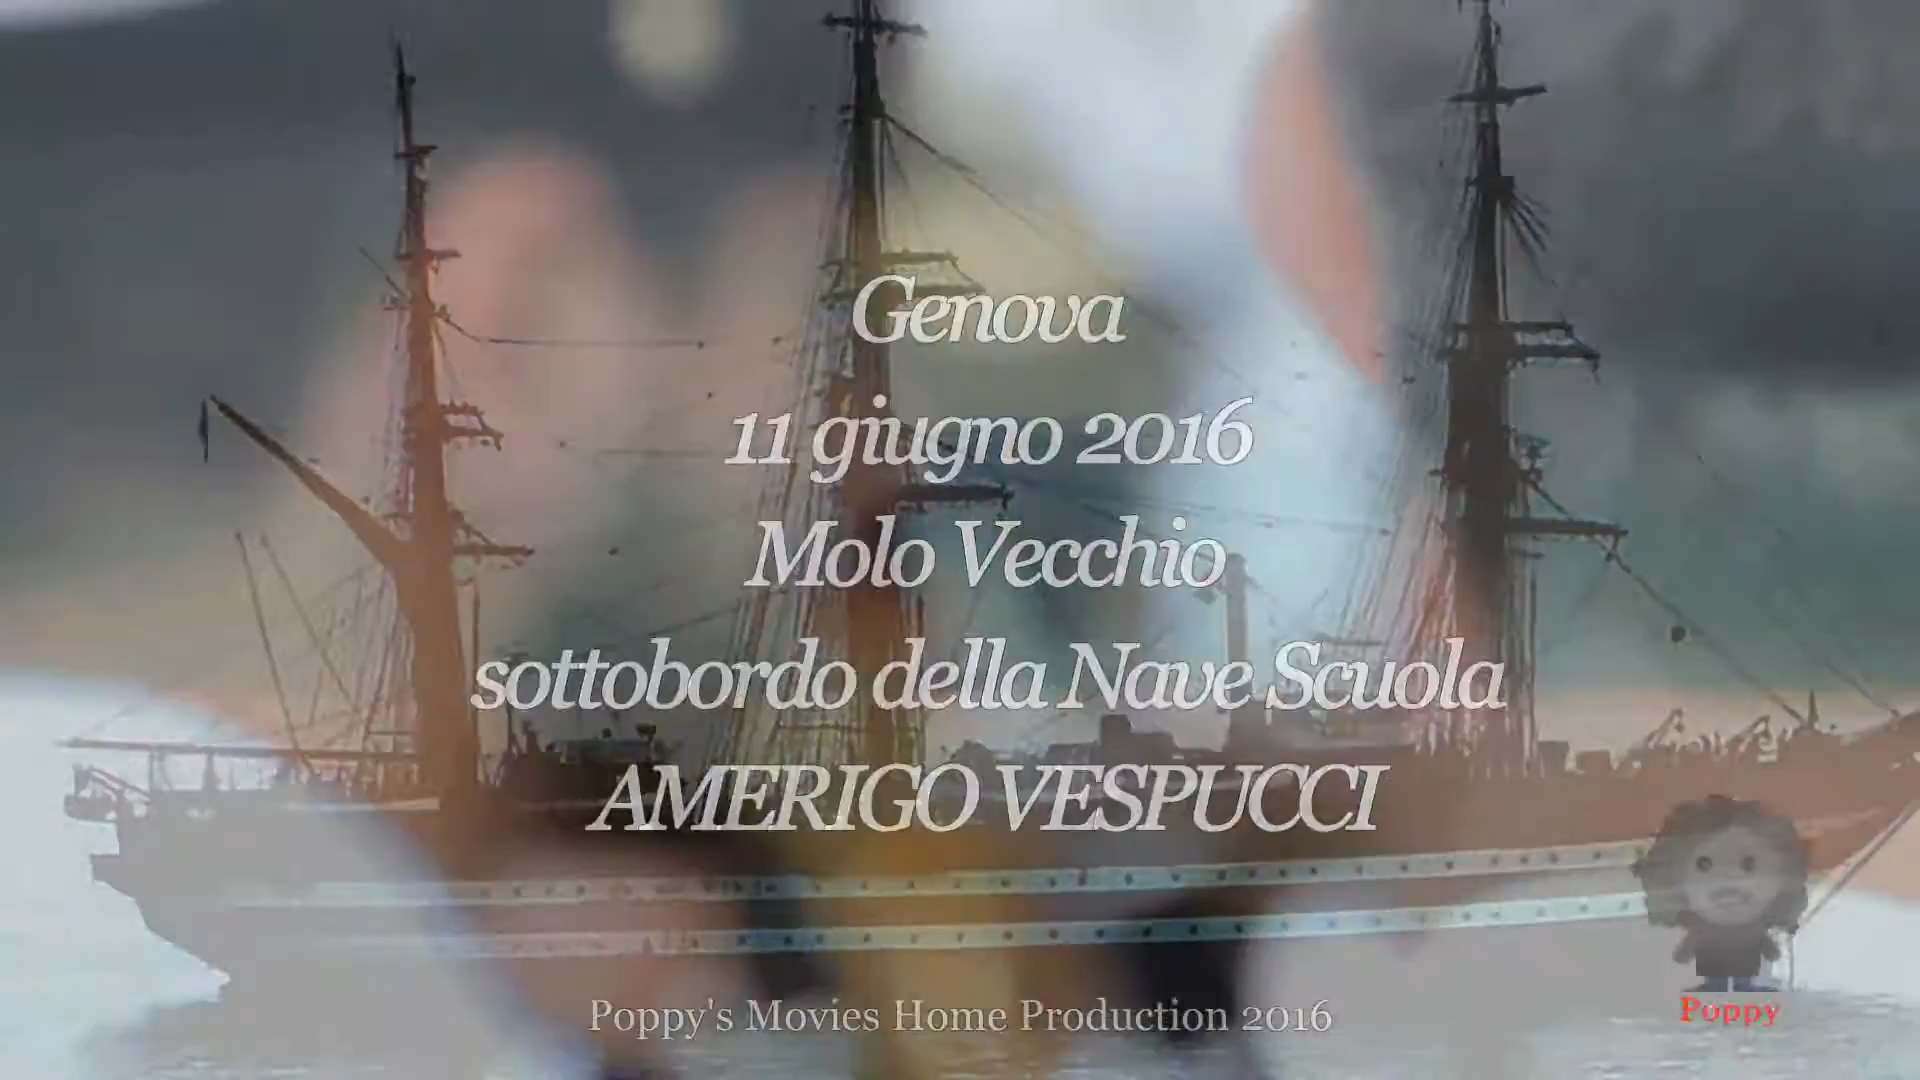 Genova
11 giugno 2016
Molo Vecchio
sottobordo della Nave Scuola
AMERIGO VESPUCCI
Poppy's Movies Home Production 2016
Poppy